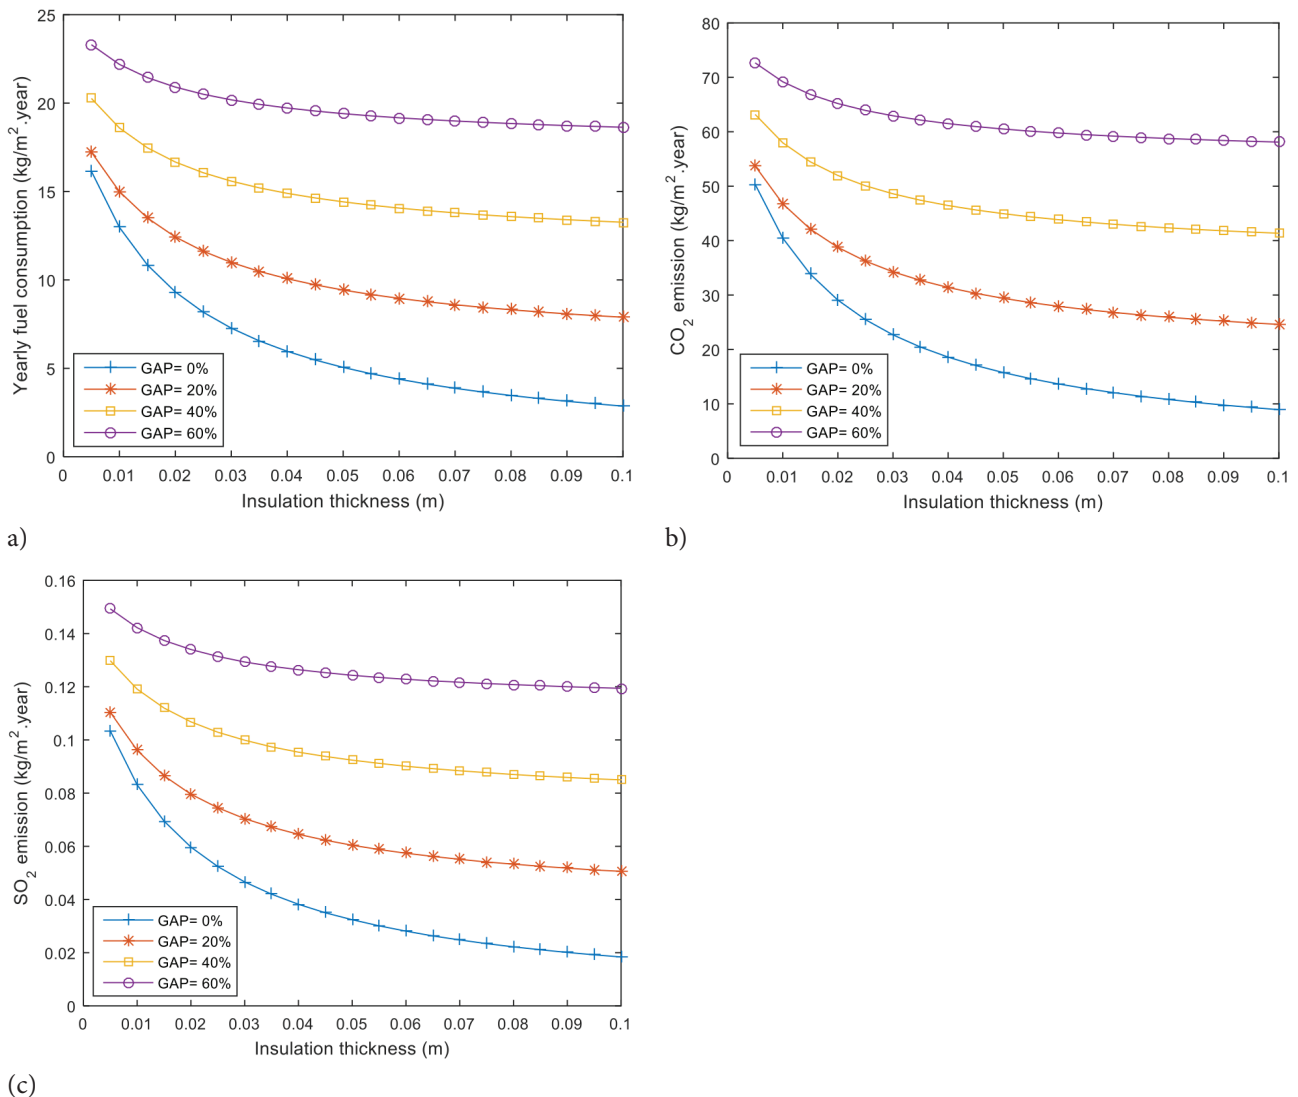 25
20
15
10
5
0
Yearly fuel consumption (kg/m².year)
GAP= 0%
GAP= 20%
GAP= 40%
GAP= 60%
0 0.01 0.02 0.03 0.04 0.05 0.06 0.07 0.08 0.09 0.1
Insulation thickness (m)
a)
80
70
60
50
40
30
20
10
0
CO₂ emission (kg/m².year)
GAP= 0%
GAP= 20%
GAP= 40%
GAP= 60%
0 0.01 0.02 0.03 0.04 0.05 0.06 0.07 0.08 0.09 0.1
Insulation thickness (m)
b)
0.16
0.14
0.12
0.1
0.08
0.06
0.04
0.02
0
SO₂ emission (kg/m².year)
GAP= 0%
GAP= 20%
GAP= 40%
GAP= 60%
0 0.01 0.02 0.03 0.04 0.05 0.06 0.07 0.08 0.09 0.1
Insulation thickness (m)
(c)